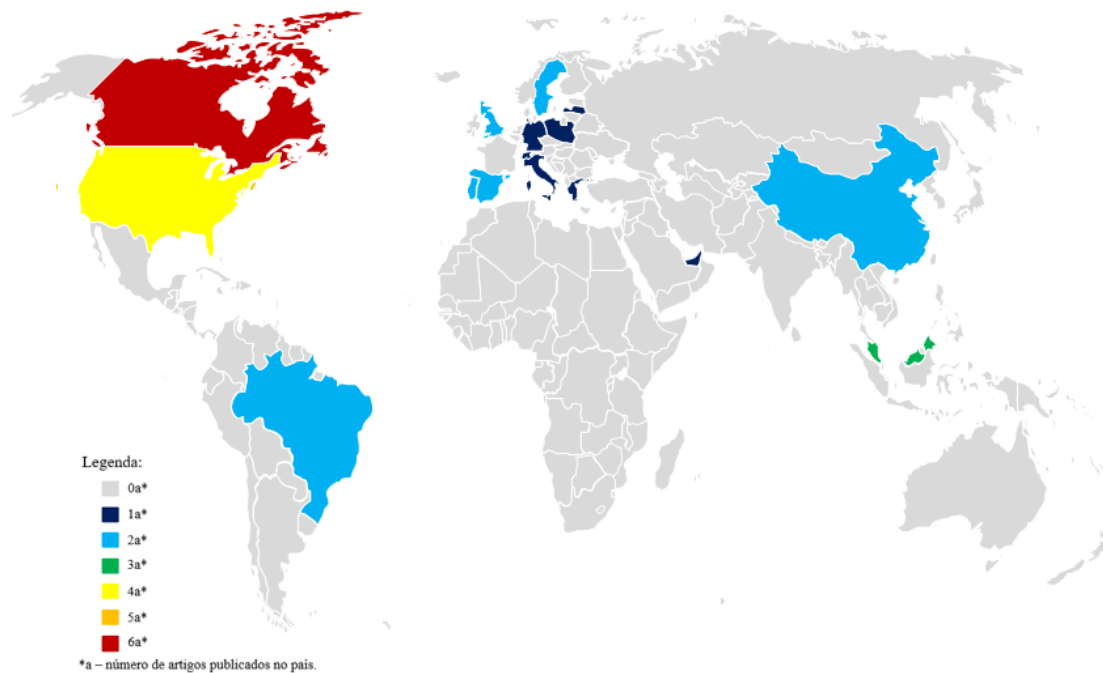 Legenda:
0a*
1a*
2a*
3a*
4a*
5a*
6a*
*a – número de artigos publicados no país.